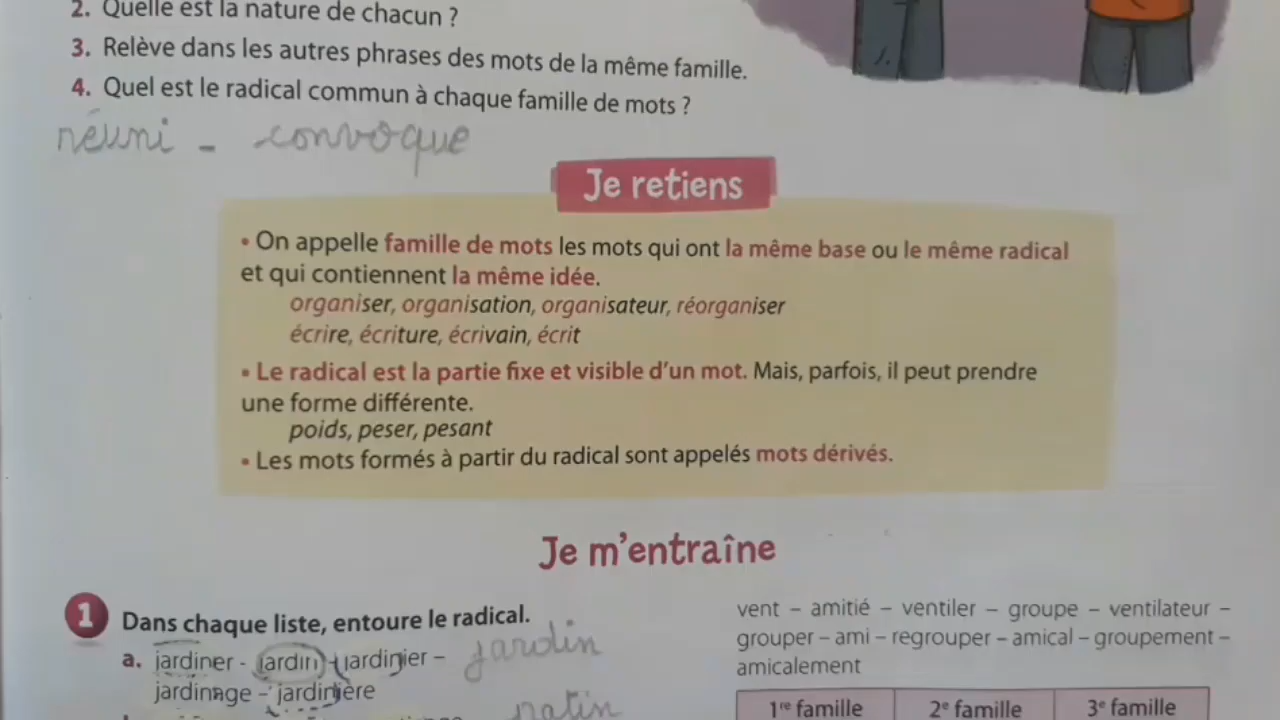 2. Quelle est la nature de chacun ?
3. Relève dans les autres phrases des mots de la même famille.
4. Quel est le radical commun à chaque famille de mots ?
réuni - convoque
Je retiens
• On appelle famille de mots les mots qui ont la même base ou le même radical
et qui contiennent la même idée.
organiser, organisation, organisateur, réorganiser
écrire, écriture, écrivain, écrit
• Le radical est la partie fixe et visible d'un mot. Mais, parfois, il peut prendre
une forme différente.
poids, peser, pesant
• Les mots formés à partir du radical sont appelés mots dérivés.
Je m'entraîne
1 Dans chaque liste, entoure le radical.
a. jardiner - jardin - jardinier – jardin
jardinage - jardinière
patin
vent – amitié – ventiler – groupe – ventilateur –
grouper – ami – regrouper – amical – groupement –
amicalement
1re famille 2e famille 3e famille